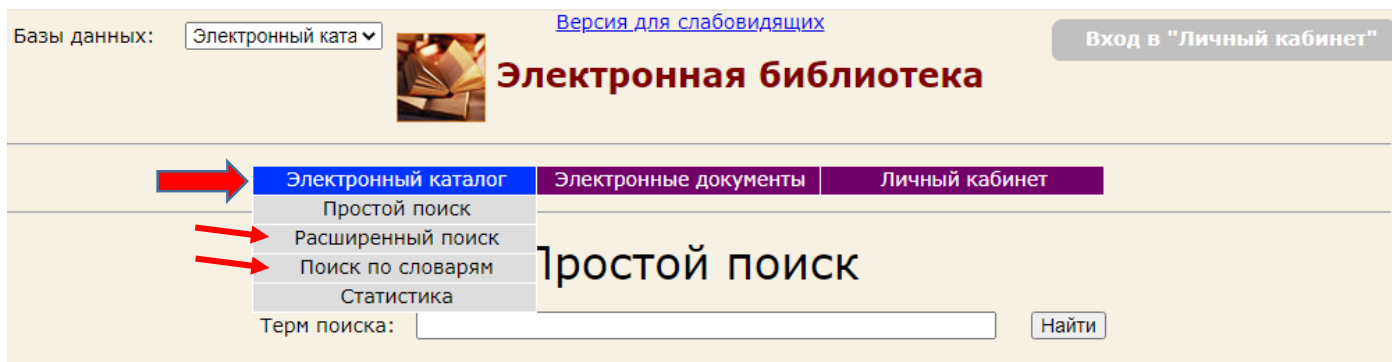 Версия для слабовидящих
Базы данных: Электронный ката
Вход в "Личный кабинет"
Электронная библиотека
Электронный каталог Электронные документы Личный кабинет
Простой поиск
Расширенный поиск
Поиск по словарям
Простой поиск
Статистика
Терм поиска: Найти